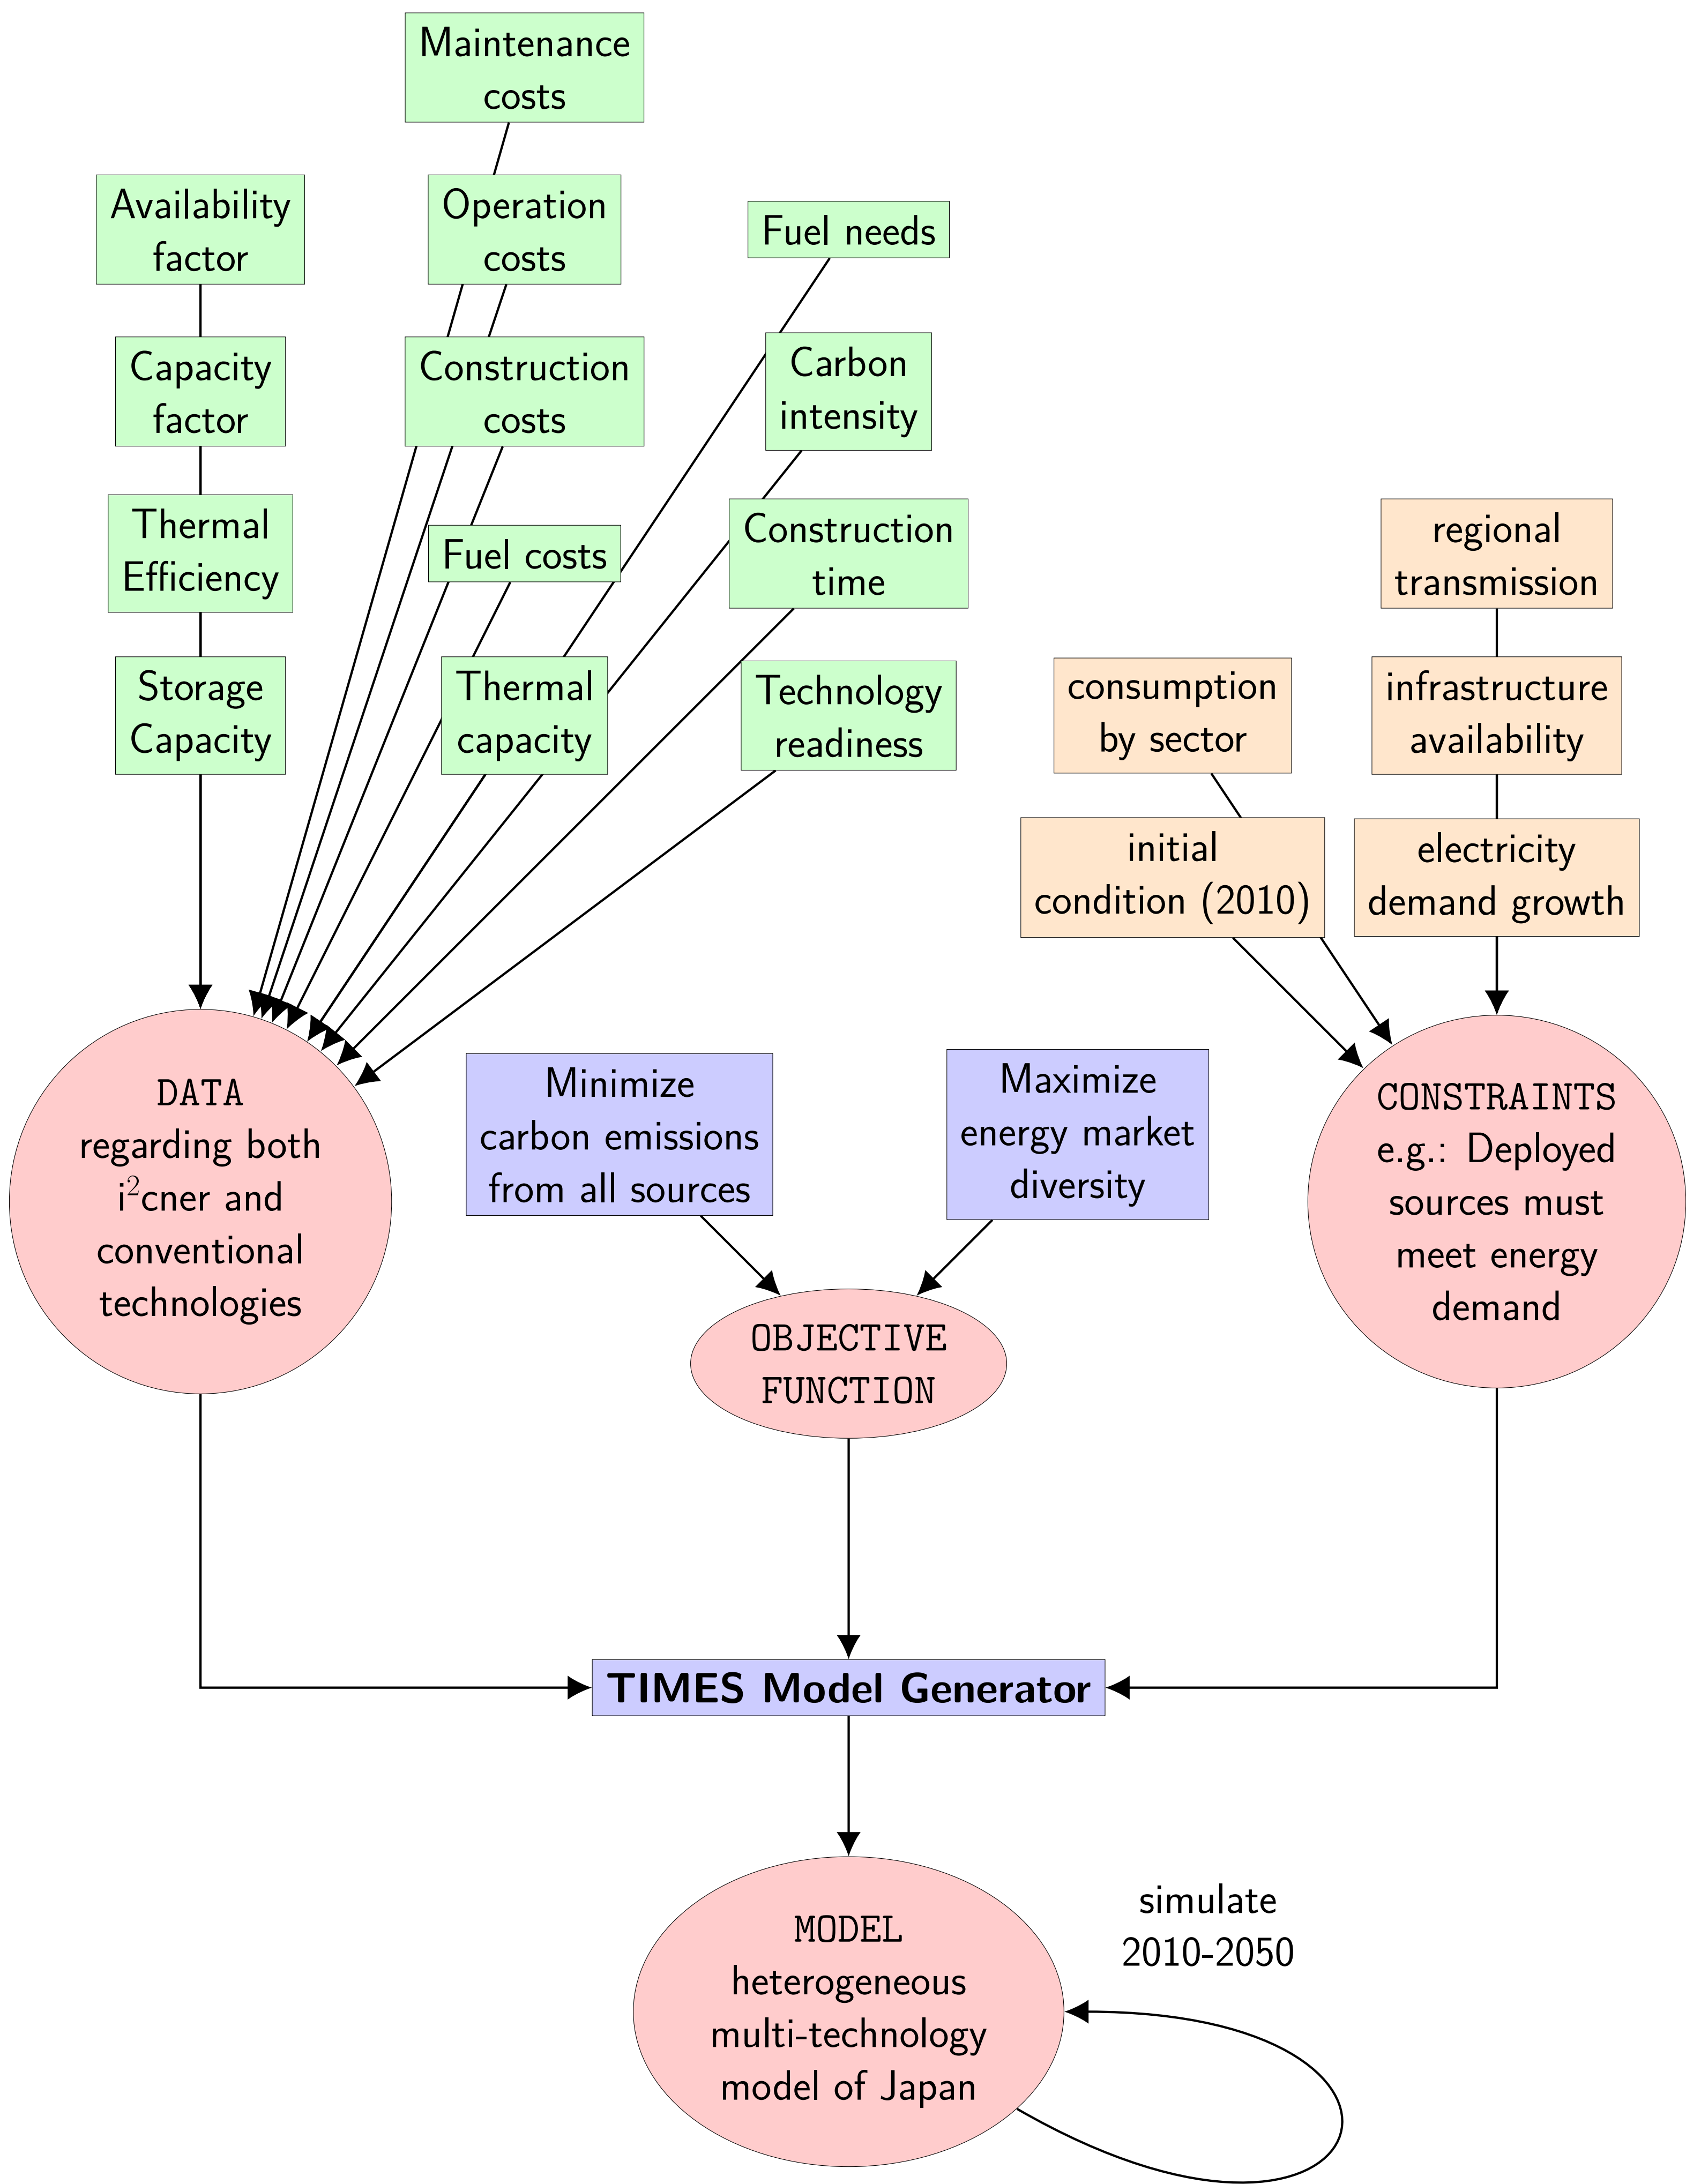 Maintenance
costs
Availability
factor
Operation
costs
Fuel needs
Capacity
factor
Construction
costs
Carbon
intensity
Thermal
Efficiency
Fuel costs
Construction
time
regional
transmission
Storage
Capacity
Thermal
capacity
Technology
readiness
consumption
by sector
infrastructure
availability
initial
condition (2010)
electricity
demand growth
DATA
regarding both
i²cner and
conventional
technologies
Minimize
carbon emissions
from all sources
Maximize
energy market
diversity
CONSTRAINTS
e.g.: Deployed
sources must
meet energy
demand
OBJECTIVE
FUNCTION
TIMES Model Generator
MODEL
heterogeneous
multi-technology
model of Japan
simulate
2010-2050